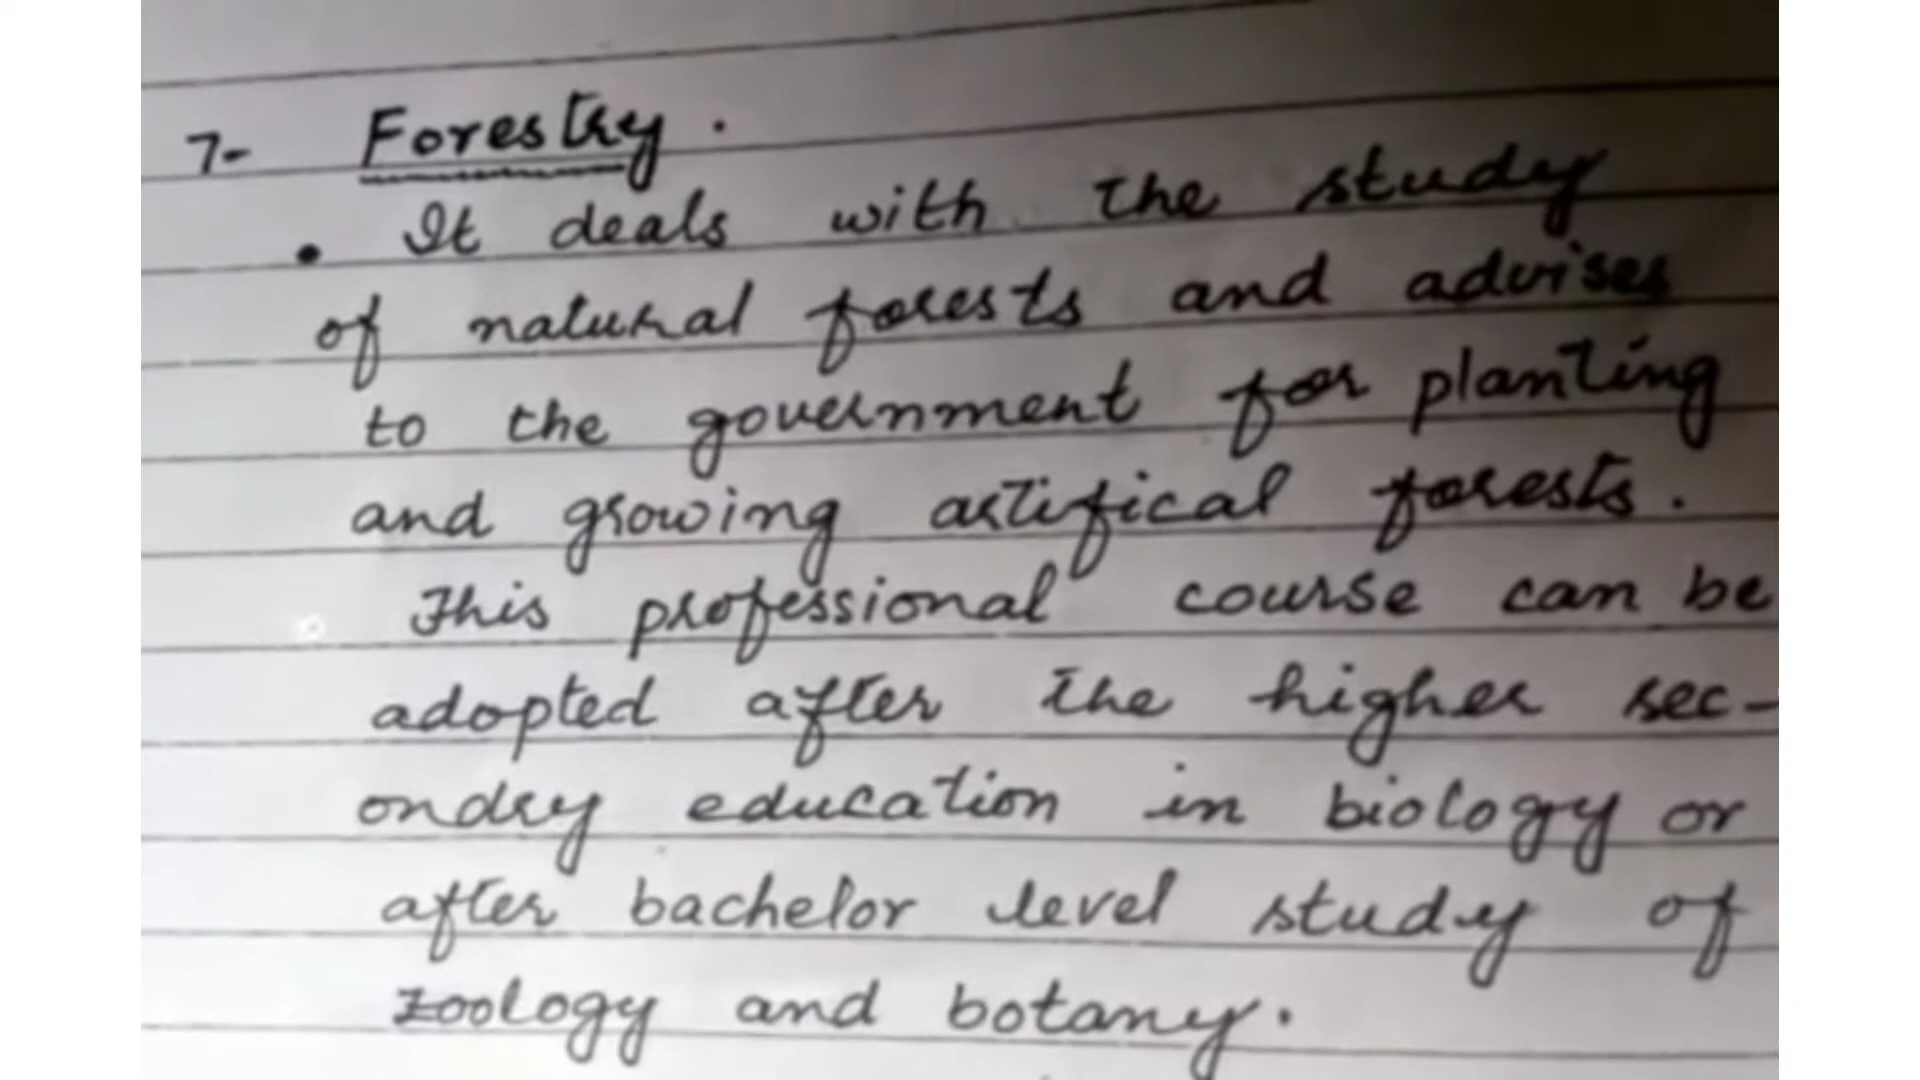 7- Forestry.
• It deals with the study
of natural forests and advises
to the government for planting
and growing artifical forests.
This professional course can be
adopted after the higher sec-
ondry education in biology or
after bachelor level study of
zoology and botany.